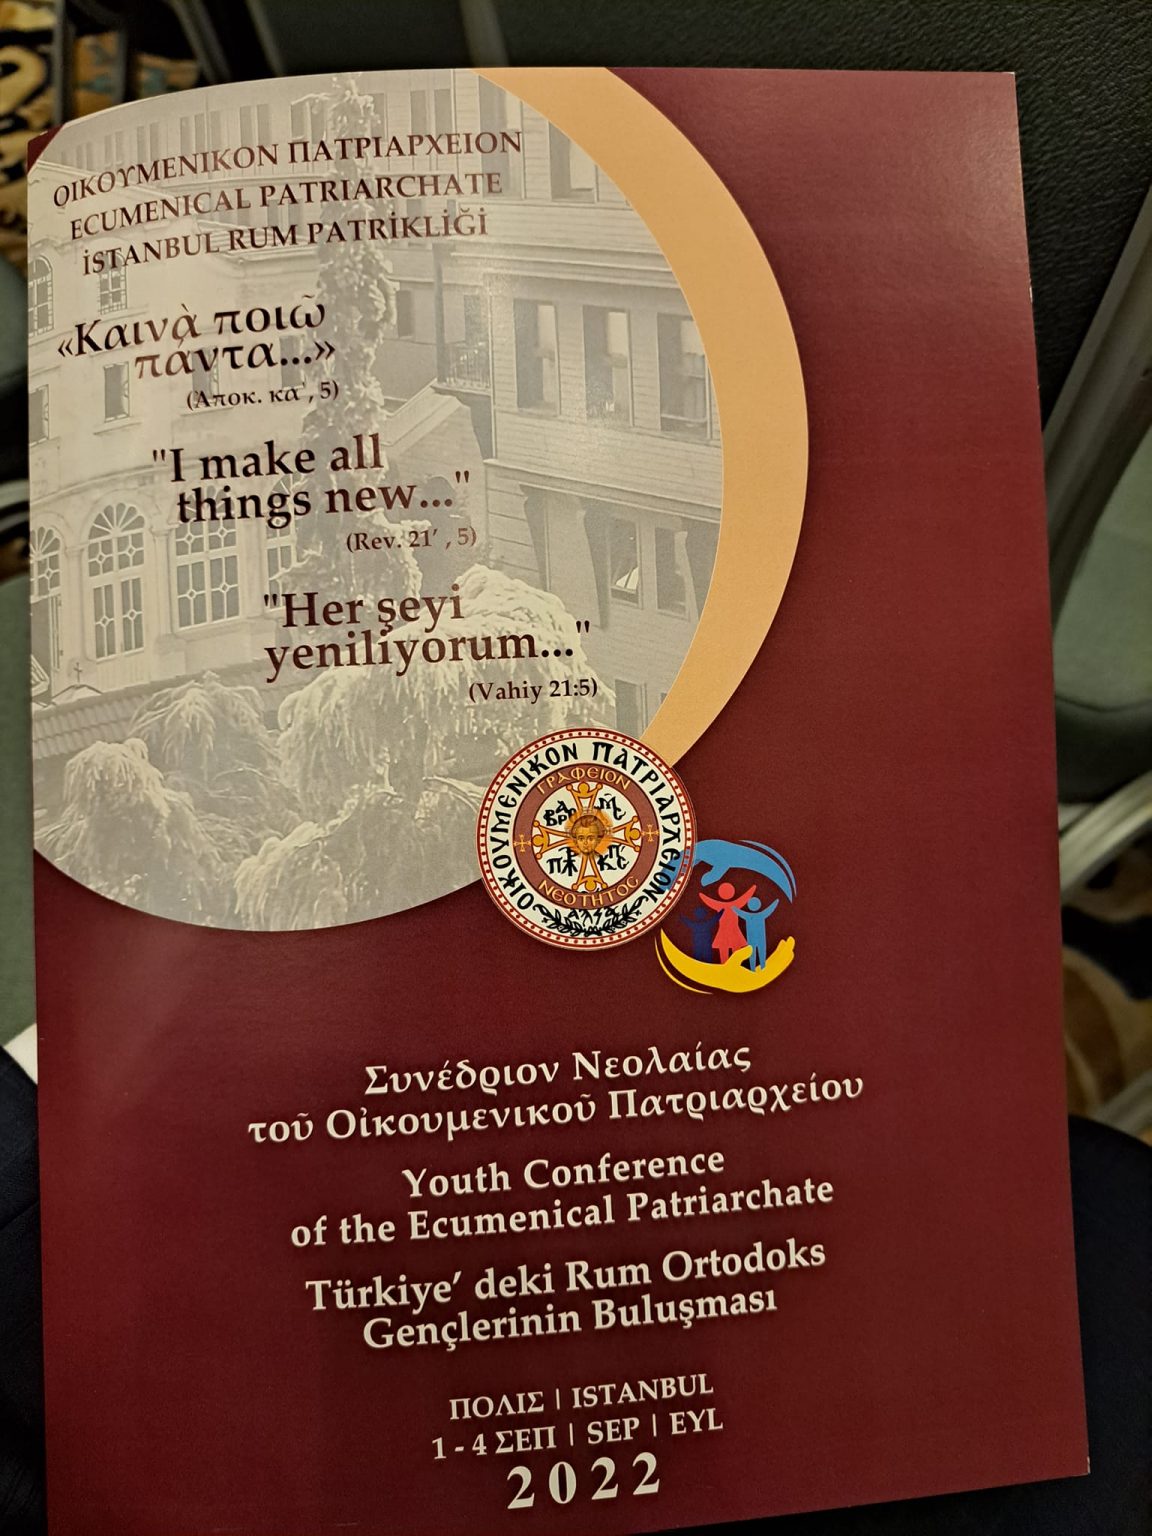 ΟΙΚΟΥΜΕΝΙΚΟΝ ΠΑΤΡΙΑΡΧΕΙΟΝ
ECUMENICAL PATRIARCHATE
İSTANBUL RUM PATRİKLİĞİ
«Καινὰ ποιῶ
πάντα...»
(Ἀποκ. κα', 5)
"I make all
things new..."
(Rev. 21' , 5)
"Her şeyi
yeniliyorum..."
(Vahiy 21:5)
ΟΙΚΟΥΜΕΝΙΚΟΝ ΠΑΤΡΙΑΡΧΕΙΟΝ
ΓΡΑΦΕΙΟΝ
ΝΕΟΤΗΤΟΣ
Συνέδριον Νεολαίας
τοῦ Οἰκουμενικοῦ Πατριαρχείου
Youth Conference
of the Ecumenical Patriarchate
Türkiye' deki Rum Ortodoks
Gençlerinin Buluşması
ΠΟΛΙΣ | ISTANBUL
1 - 4 ΣΕΠ | SEP | EYL
2022